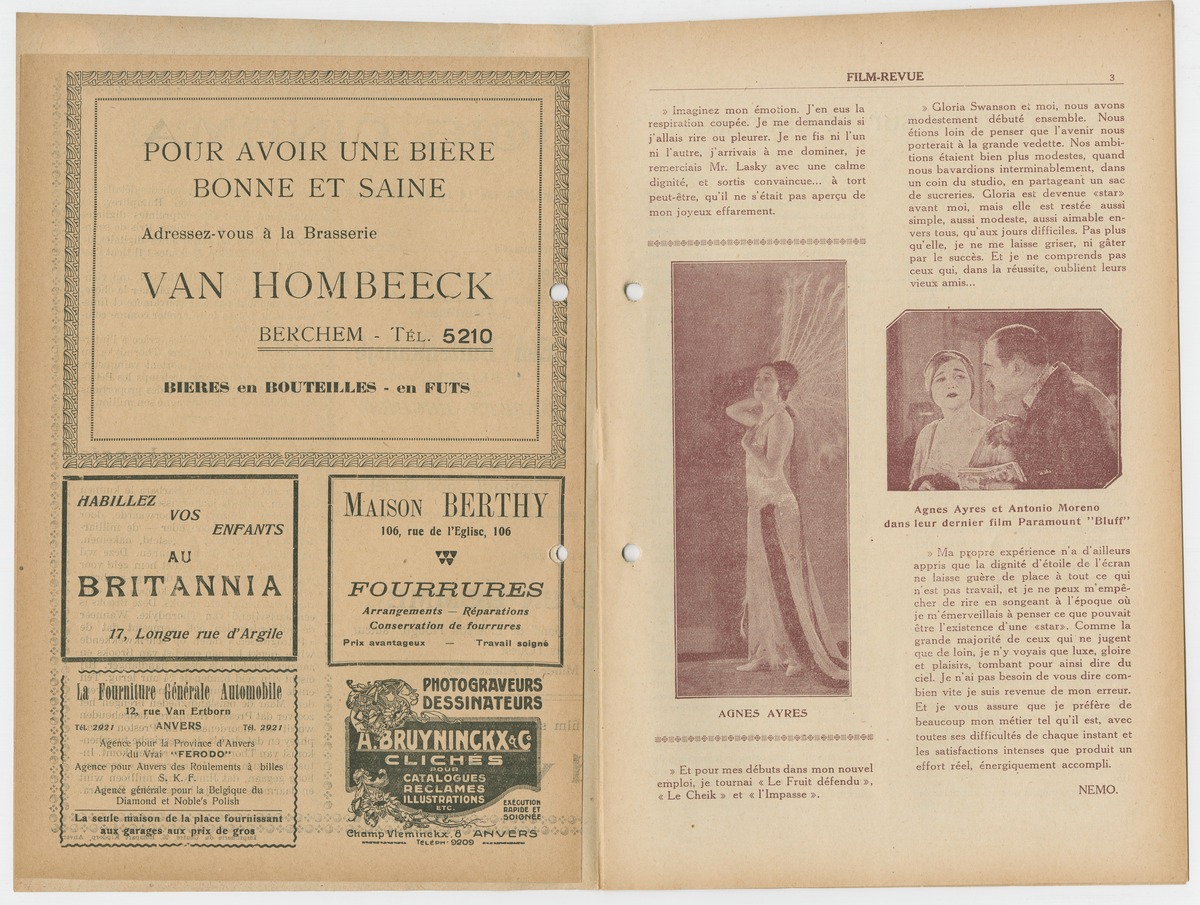 POUR AVOIR UNE BIÈRE
BONNE ET SAINE
Adressez-vous à la Brasserie
VAN HOMBEECK
BERCHEM - TÉL. 5210
BIERES en BOUTEILLES - en FUTS
HABILLEZ
VOS
ENFANTS
AU
BRITANNIA
17, Longue rue d'Argile
MAISON BERTHY
106, rue de l'Eglise, 106
FOURRURES
Arrangements — Réparations
Conservation de fourrures
Prix avantageux — Travail soigné
La Fourniture Générale Automobile
12, rue Van Ertborn
Tél. 2921 ANVERS Tél. 2921
Agence pour la Province d'Anvers
du Vrai "FERODO"
Agence pour Anvers des Roulements à billes
S. K. F.
Agence générale pour la Belgique du
Diamond et Noble's Polish
La seule maison de la place fournissant
aux garages aux prix de gros
PHOTOGRAVEURS
DESSINATEURS
A. BRUYNINCKX & Cº
CLICHÉS
POUR
CATALOGUES
RÉCLAMES
ILLUSTRATIONS
ETC.
EXÉCUTION
RAPIDE ET
SOIGNÉE
Champ Vleminckx. 8 ANVERS
TÉLÉPH · 9209
FILM-REVUE 3
» Imaginez mon émotion. J'en eus la
respiration coupée. Je me demandais si
j'allais rire ou pleurer. Je ne fis ni l'un
ni l'autre, j'arrivais à me dominer, je
remerciais Mr. Lasky avec une calme
dignité, et sortis convaincue... à tort
peut-être, qu'il ne s'était pas aperçu de
mon joyeux effarement.
AGNES AYRES
» Et pour mes débuts dans mon nouvel
emploi, je tournai « Le Fruit défendu »,
« Le Cheik » et « l'Impasse ».
» Gloria Swanson et moi, nous avons
modestement débuté ensemble. Nous
étions loin de penser que l'avenir nous
porterait à la grande vedette. Nos ambi-
tions étaient bien plus modestes, quand
nous bavardions interminablement, dans
un coin du studio, en partageant un sac
de sucreries. Gloria est devenue «star»
avant moi, mais elle est restée aussi
simple, aussi modeste, aussi aimable en-
vers tous, qu'aux jours difficiles. Pas plus
qu'elle, je ne me laisse griser, ni gâter
par le succès. Et je ne comprends pas
ceux qui, dans la réussite, oublient leurs
vieux amis...
Agnes Ayres et Antonio Moreno
dans leur dernier film Paramount "Bluff"
» Ma propre expérience n'a d'ailleurs
appris que la dignité d'étoile de l'écran
ne laisse guère de place à tout ce qui
n'est pas travail, et je ne peux m'empê-
cher de rire en songeant à l'époque où
je m'émerveillais à penser ce que pouvait
être l'existence d'une «star». Comme la
grande majorité de ceux qui ne jugent
que de loin, je n'y voyais que luxe, gloire
et plaisirs, tombant pour ainsi dire du
ciel. Je n'ai pas besoin de vous dire com-
bien vite je suis revenue de mon erreur.
Et je vous assure que je préfère de
beaucoup mon métier tel qu'il est, avec
toutes ses difficultés de chaque instant et
les satisfactions intenses que produit un
effort réel, énergiquement accompli.
NEMO.